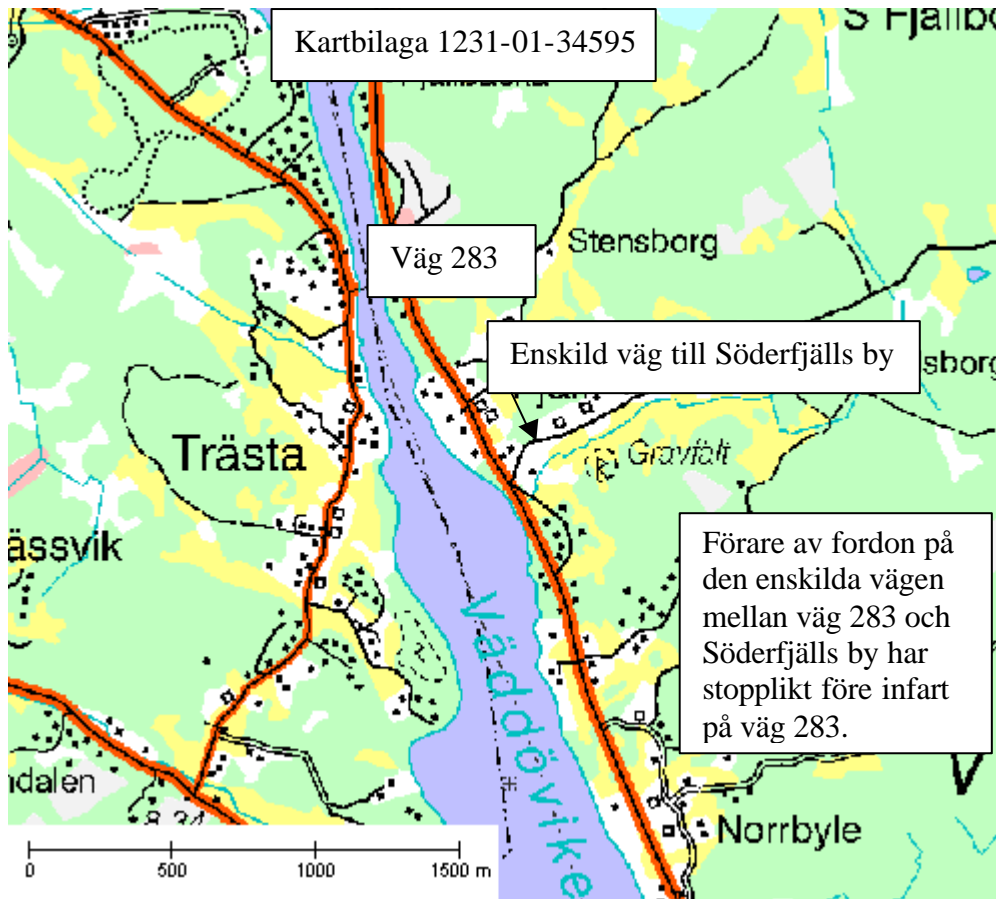 Kartbilaga 1231-01-34595
S Fjällbo
Väg 283
Stensborg
Enskild väg till Söderfjälls by
sborg
Trästa
Gravfält
ässvik
Förare av fordon på
den enskilda vägen
mellan väg 283 och
Söderfjälls by har
stopplikt före infart
på väg 283.
Väddövike
ndalen
Norrbyle
0 500 1000 1500 m